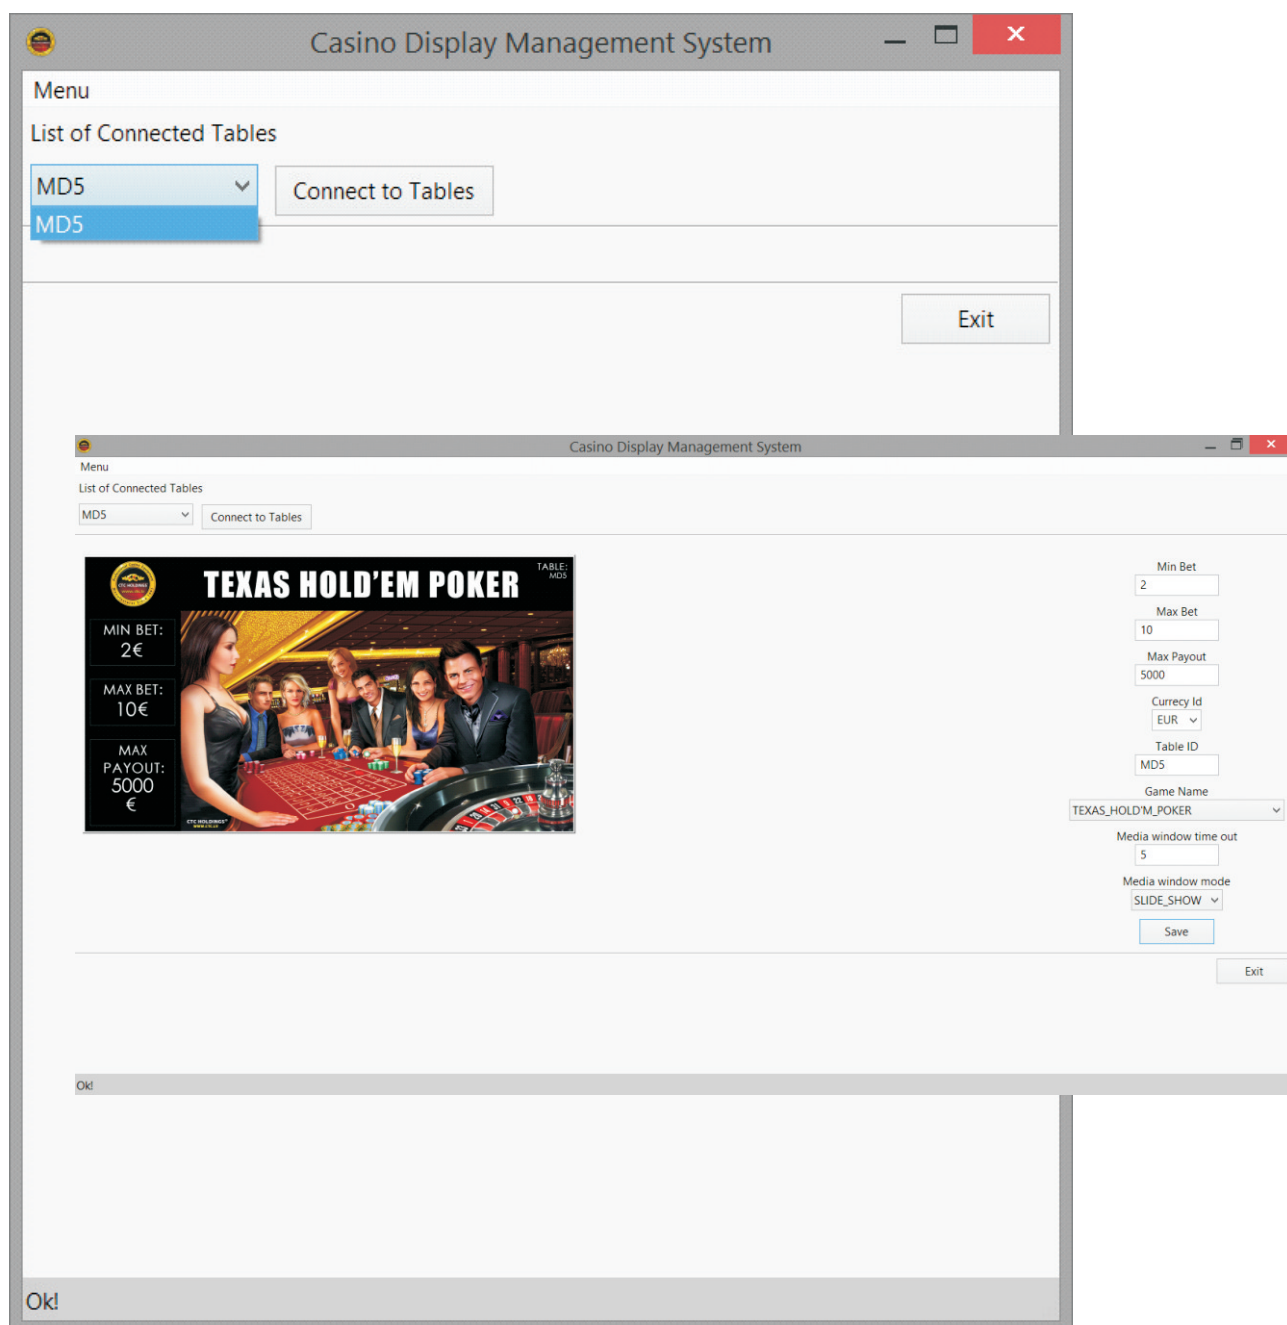 Casino Display Management System
Menu
List of Connected Tables
MD5
Connect to Tables
MD5
Exit
Casino Display Management System
Menu
List of Connected Tables
MD5
Connect to Tables
TEXAS HOLD'EM POKER
TABLE:
MD5
MIN BET:
2€
MAX BET:
10€
MAX
PAYOUT:
5000
€
CTC HOLDINGS
Min Bet
2
Max Bet
10
Max Payout
5000
Currecy Id
EUR
Table ID
MD5
Game Name
TEXAS_HOLD'M_POKER
Media window time out
5
Media window mode
SLIDE_SHOW
Save
Exit
Ok!
Ok!